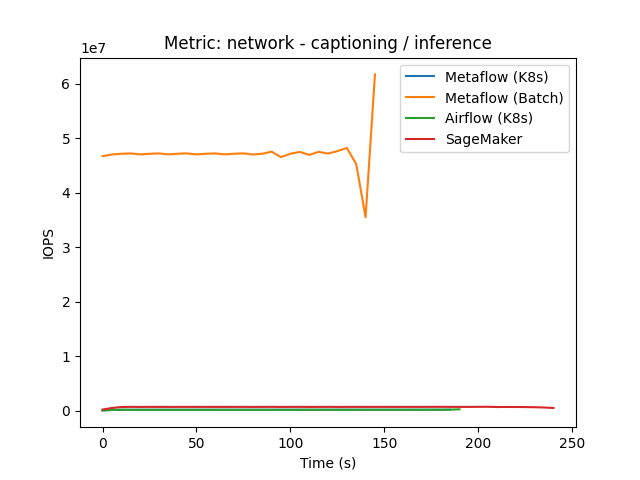 Metric: network - captioning / inference
1e7
Metaflow (K8s)
Metaflow (Batch)
Airflow (K8s)
SageMaker
6
5
4
3
2
1
0
IOPS
0 50 100 150 200 250
Time (s)